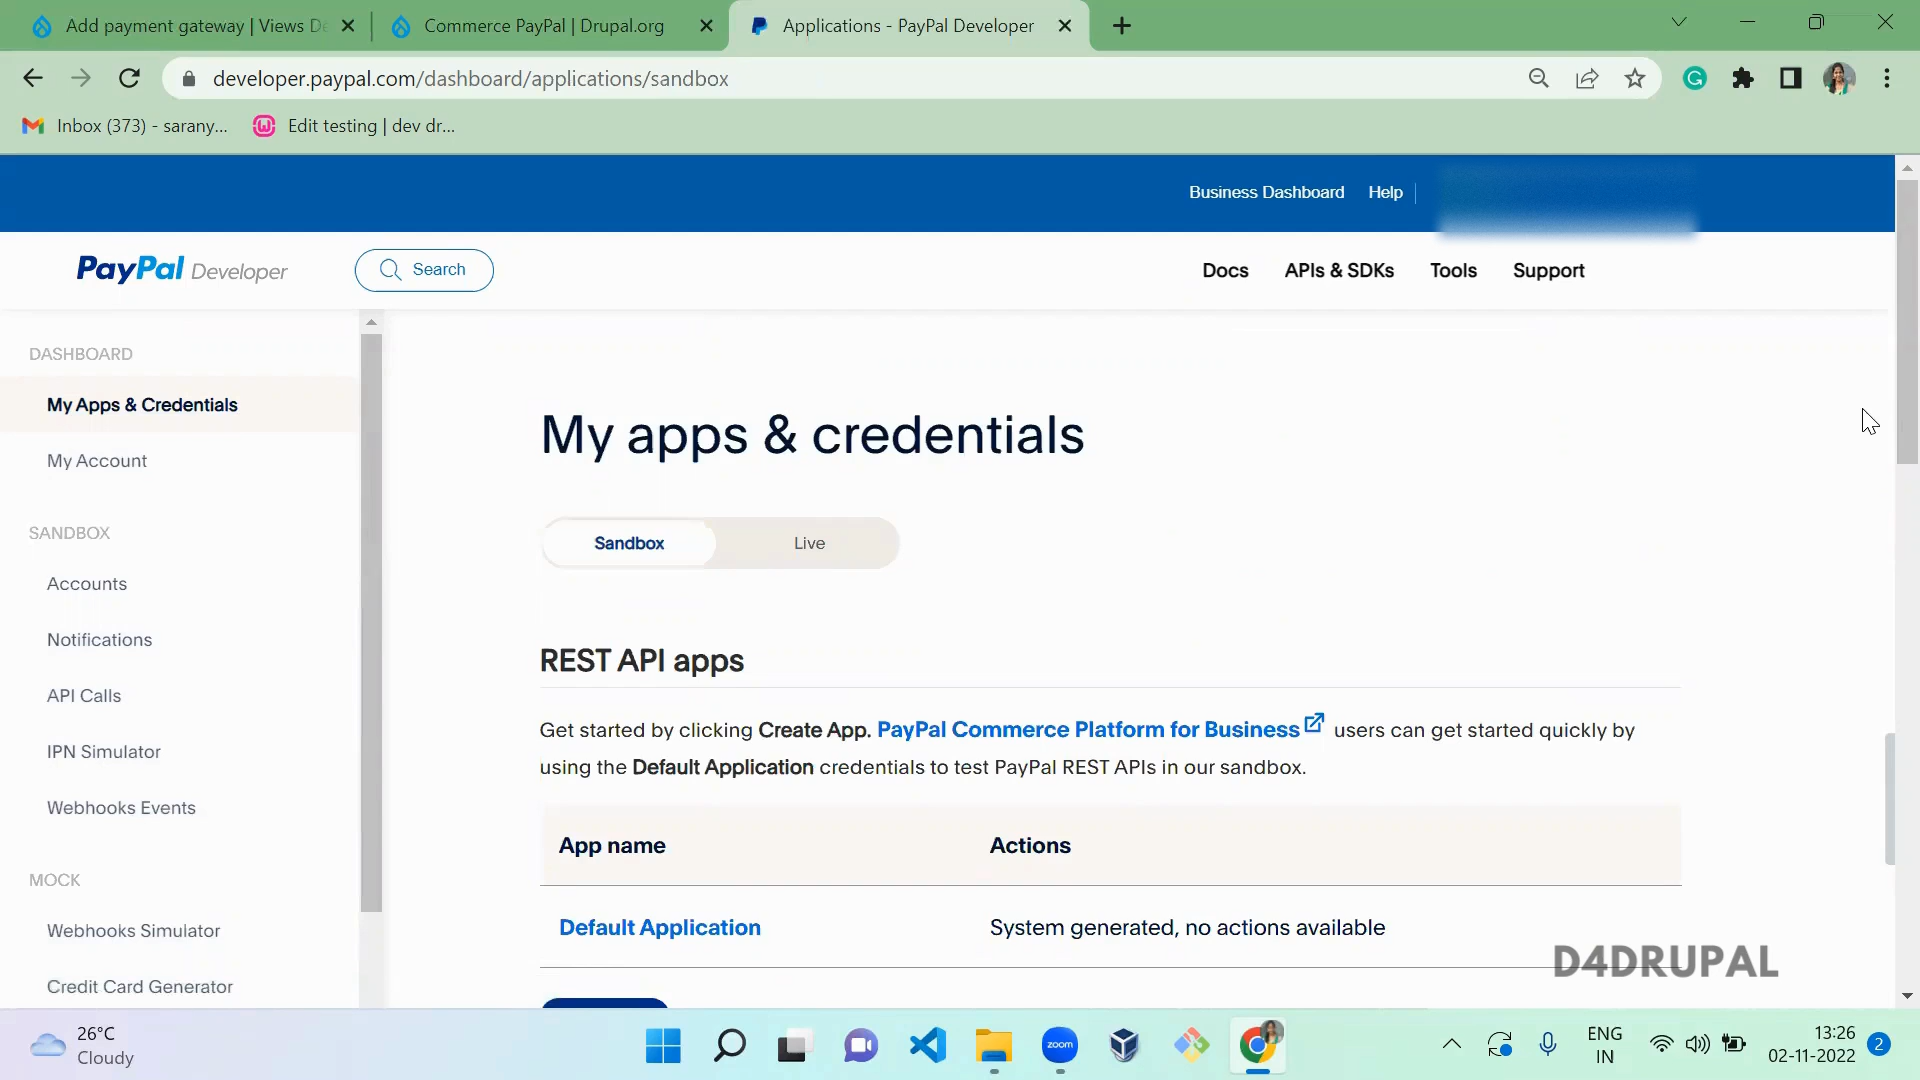 Add payment gateway | Views De
Commerce PayPal | Drupal.org
Applications - PayPal Developer
developer.paypal.com/dashboard/applications/sandbox
Inbox (373) - sarany...
Edit testing | dev dr...
Business Dashboard
Help
PayPal Developer
Search
Docs
APIs & SDKs
Tools
Support
DASHBOARD
My Apps & Credentials
My Account
SANDBOX
Accounts
Notifications
API Calls
IPN Simulator
Webhooks Events
MOCK
Webhooks Simulator
Credit Card Generator
My apps & credentials
Sandbox
Live
REST API apps
Get started by clicking Create App. PayPal Commerce Platform for Business users can get started quickly by
using the Default Application credentials to test PayPal REST APIs in our sandbox.
App name
Actions
Default Application
System generated, no actions available
D4DRUPAL
26°C
Cloudy
zoom
ENG
IN
13:26
02-11-2022
2